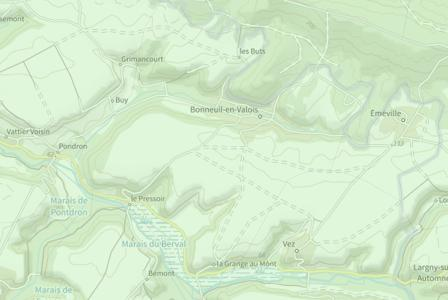 les Buts
Grimancourt
Buy
Bonneuil-en-Valois
Éméville
Vattier Voisin
Pondron
Marais de
Pontdron
le Pressoir
Marais du Berval
Vez
la Grange au Mont
Bémont
Largny-su
Automne
Marais de